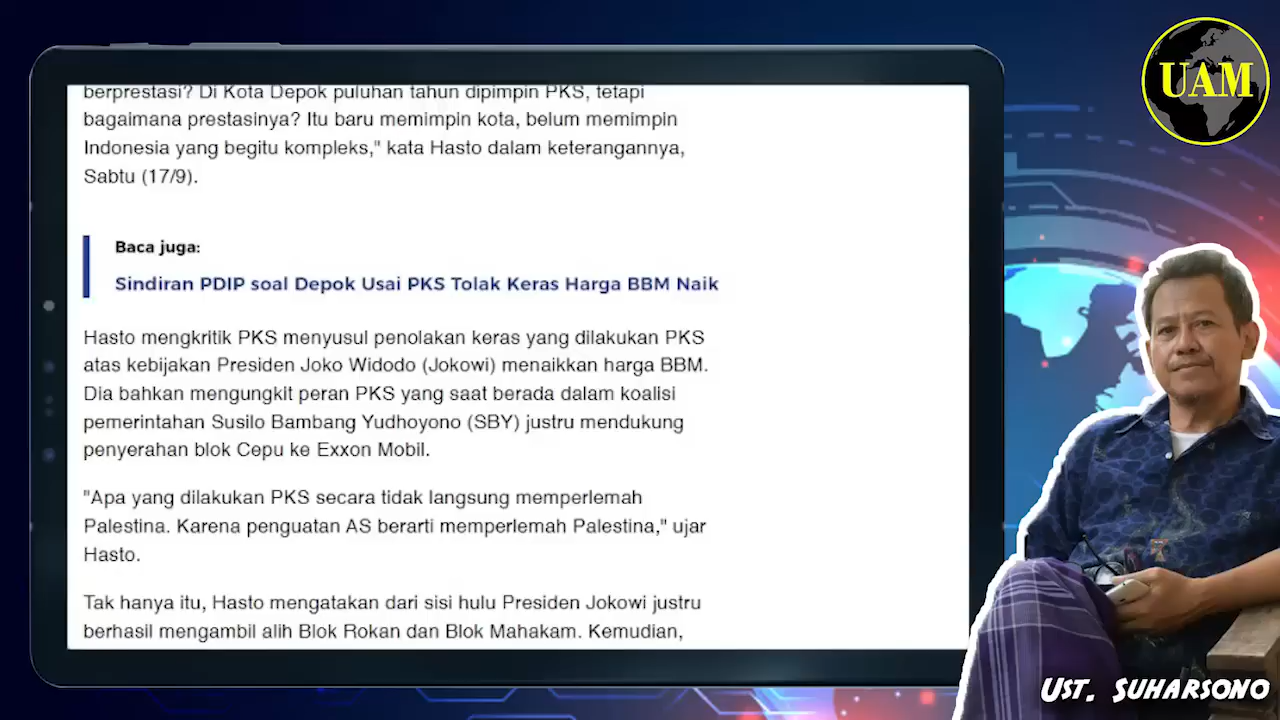 berprestasi? Di Kota Depok puluhan tahun dipimpin PKS, tetapi
bagaimana prestasinya? Itu baru memimpin kota, belum memimpin
Indonesia yang begitu kompleks," kata Hasto dalam keterangannya,
Sabtu (17/9).
Baca juga:
Sindiran PDIP soal Depok Usai PKS Tolak Keras Harga BBM Naik
Hasto mengkritik PKS menyusul penolakan keras yang dilakukan PKS
atas kebijakan Presiden Joko Widodo (Jokowi) menaikkan harga BBM.
Dia bahkan mengungkit peran PKS yang saat berada dalam koalisi
pemerintahan Susilo Bambang Yudhoyono (SBY) justru mendukung
penyerahan blok Cepu ke Exxon Mobil.
"Apa yang dilakukan PKS secara tidak langsung memperlemah
Palestina. Karena penguatan AS berarti memperlemah Palestina," ujar
Hasto.
Tak hanya itu, Hasto mengatakan dari sisi hulu Presiden Jokowi justru
berhasil mengambil alih Blok Rokan dan Blok Mahakam. Kemudian,
UAM
UST. SUHARSONO